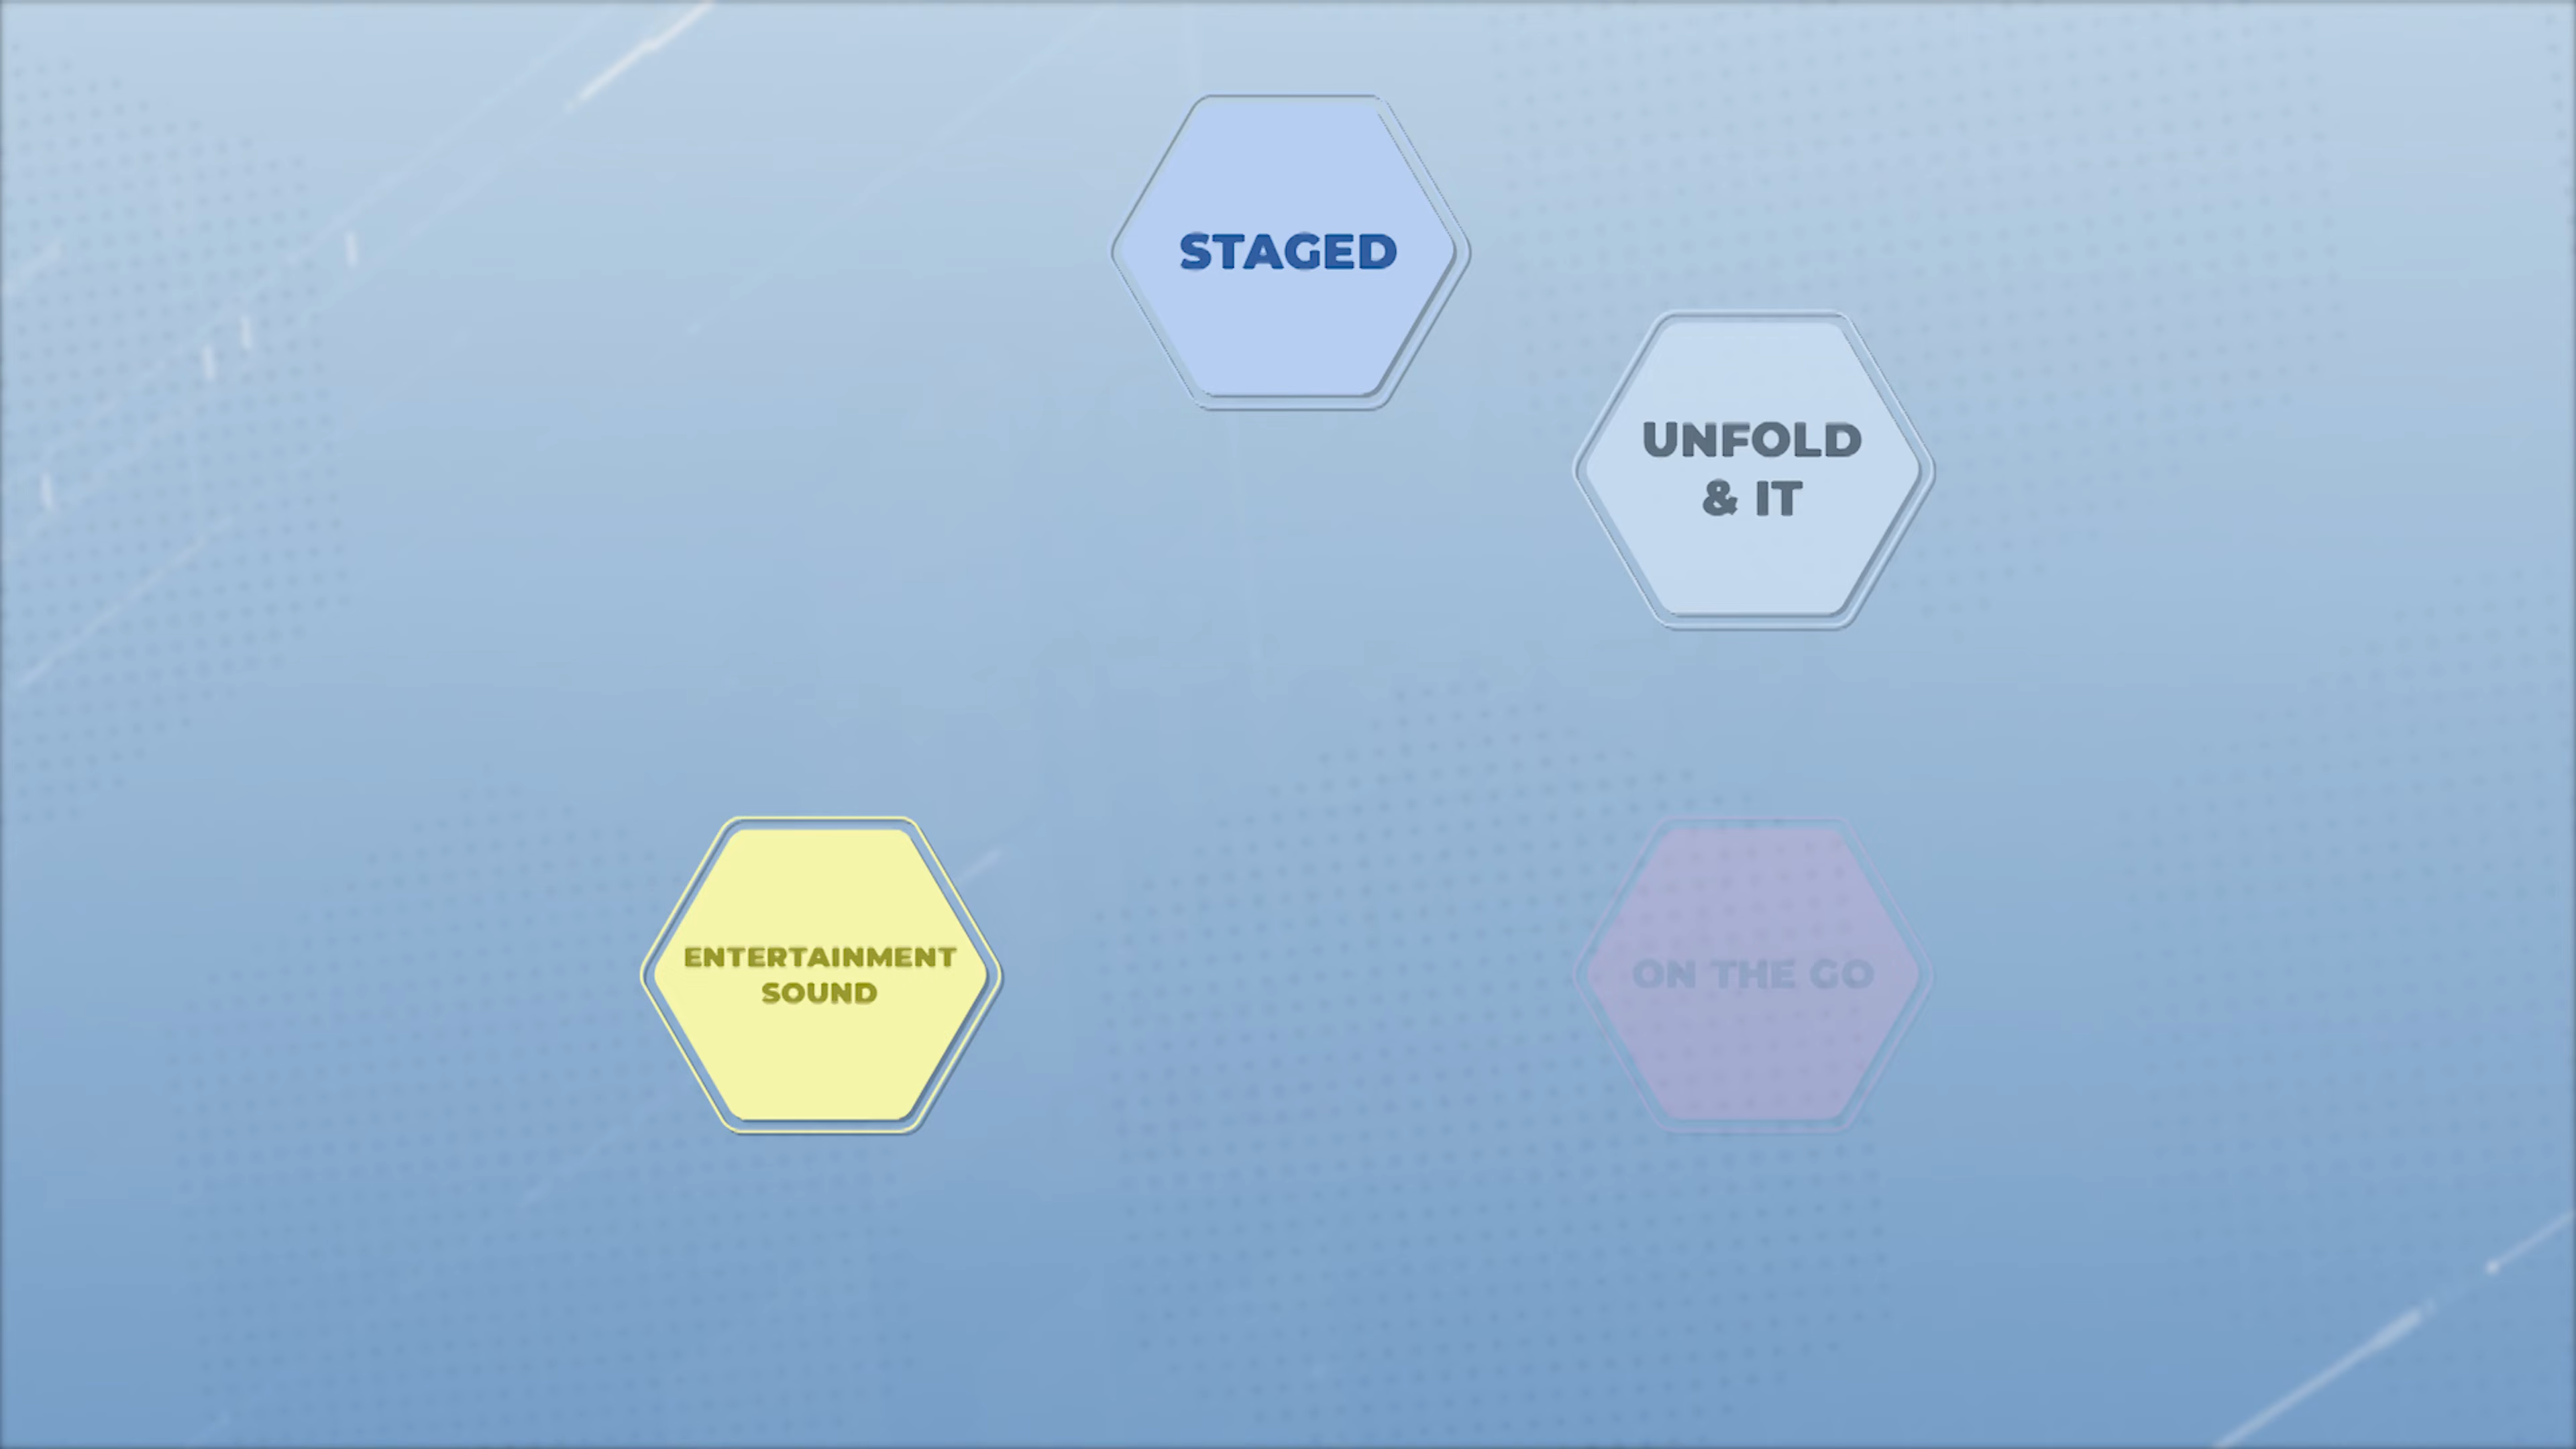 STAGED
UNFOLD
& IT
ENTERTAINMENT
SOUND
ON THE GO